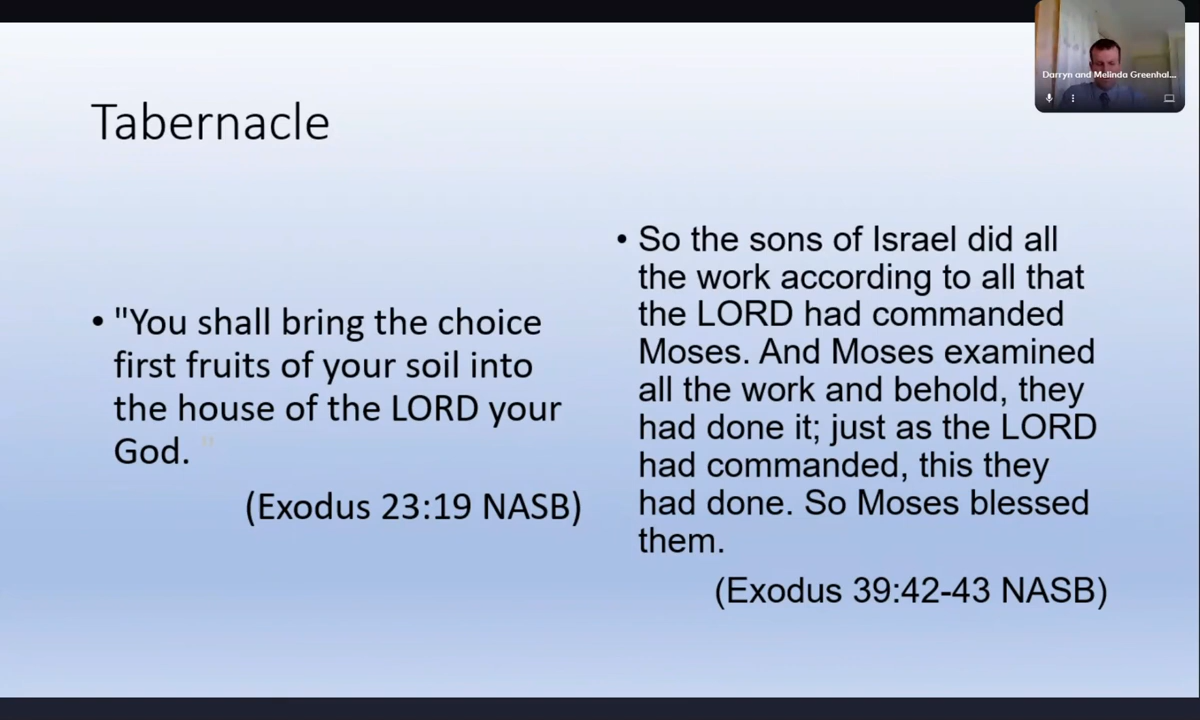 Darryn and Melinda Greenhal...
Tabernacle
• "You shall bring the choice
first fruits of your soil into
the house of the LORD your
God. "
(Exodus 23:19 NASB)
• So the sons of Israel did all
the work according to all that
the LORD had commanded
Moses. And Moses examined
all the work and behold, they
had done it; just as the LORD
had commanded, this they
had done. So Moses blessed
them.
(Exodus 39:42-43 NASB)